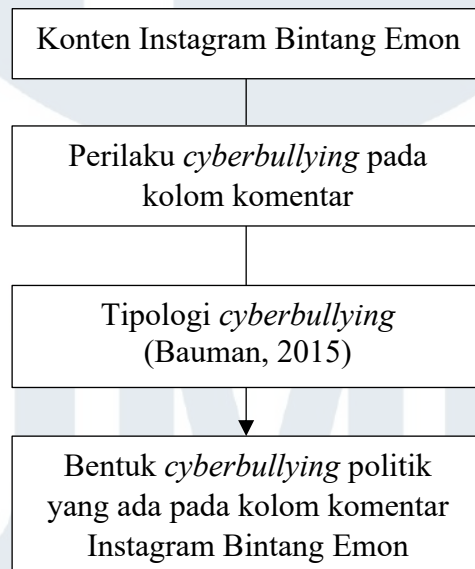 Konten Instagram Bintang Emon
Perilaku cyberbullying pada
kolom komentar
Tipologi cyberbullying
(Bauman, 2015)
Bentuk cyberbullying politik
yang ada pada kolom komentar
Instagram Bintang Emon